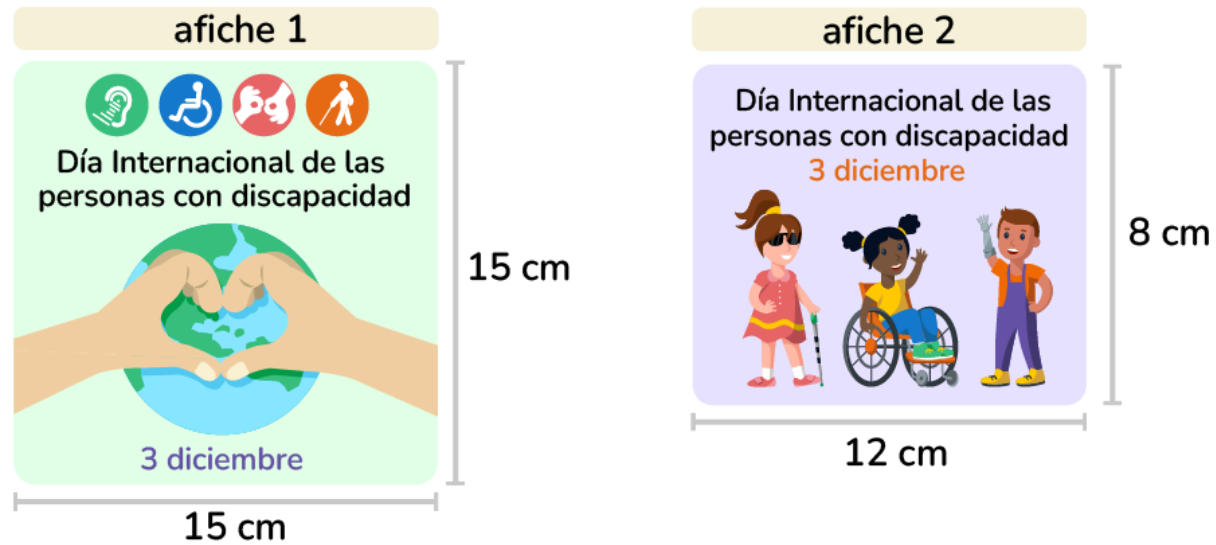 afiche 1
Día Internacional de las
personas con discapacidad
3 diciembre
15 cm
15 cm
afiche 2
Día Internacional de las
personas con discapacidad
3 diciembre
8 cm
12 cm